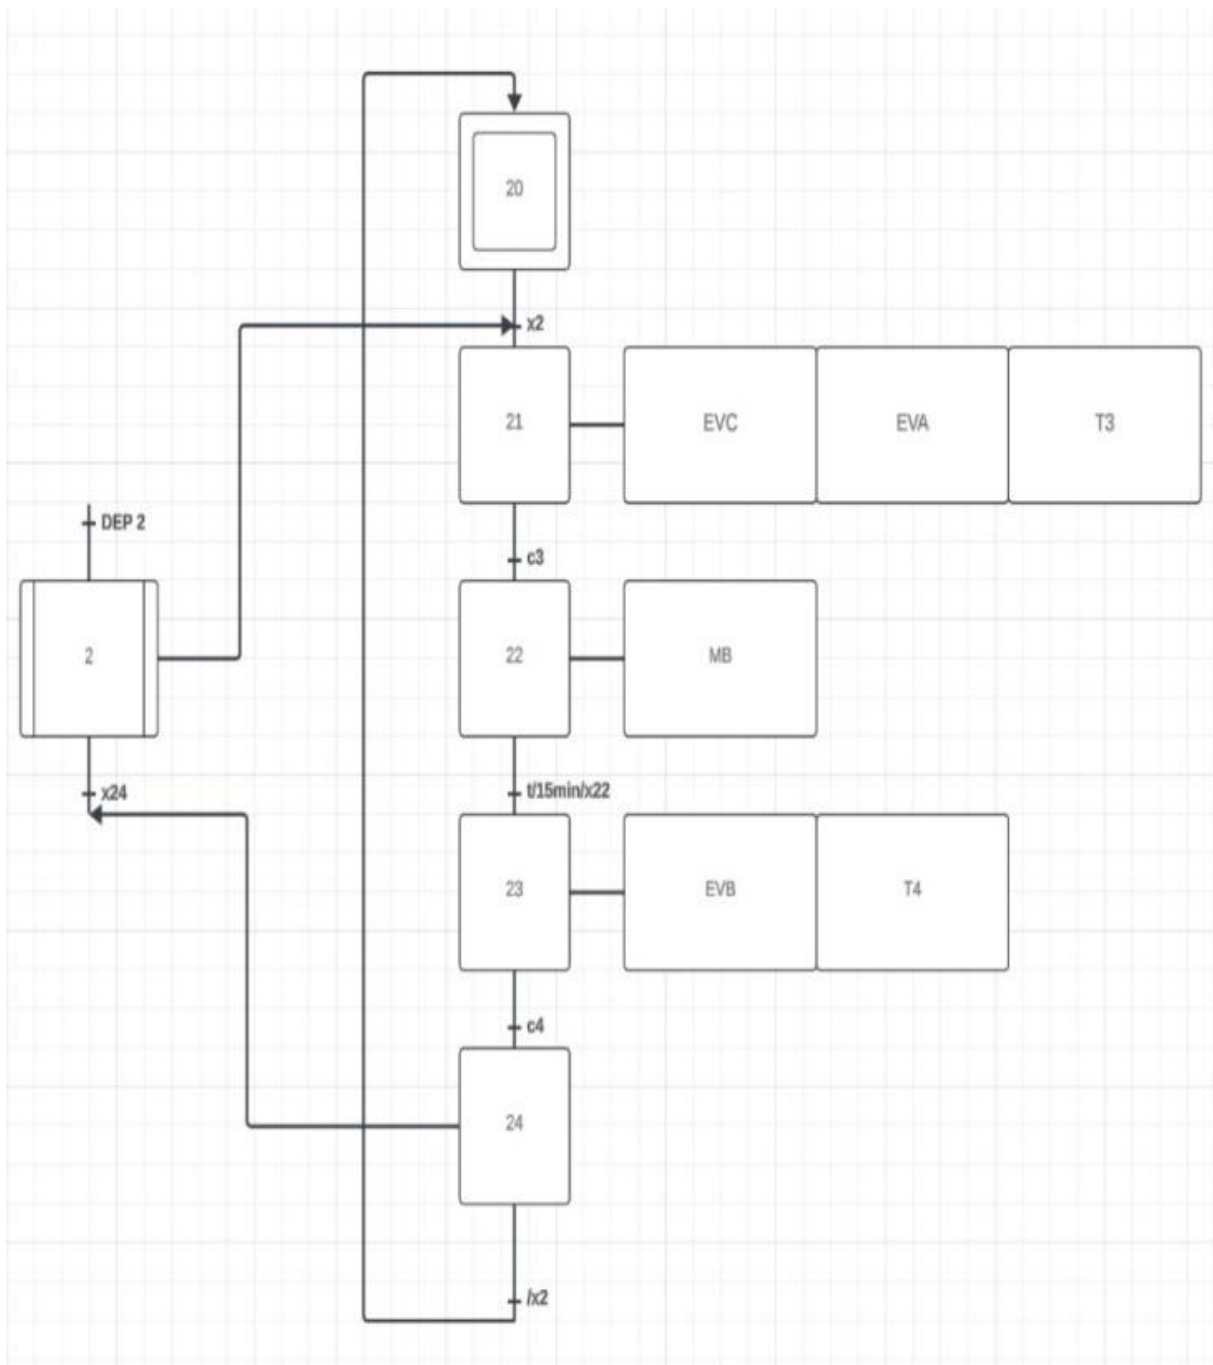 20
x2
21 EVC EVA T3
DEP 2
c3
2 22 MB
x24 t/15min/x22
23 EVB T4
c4
24
/x2